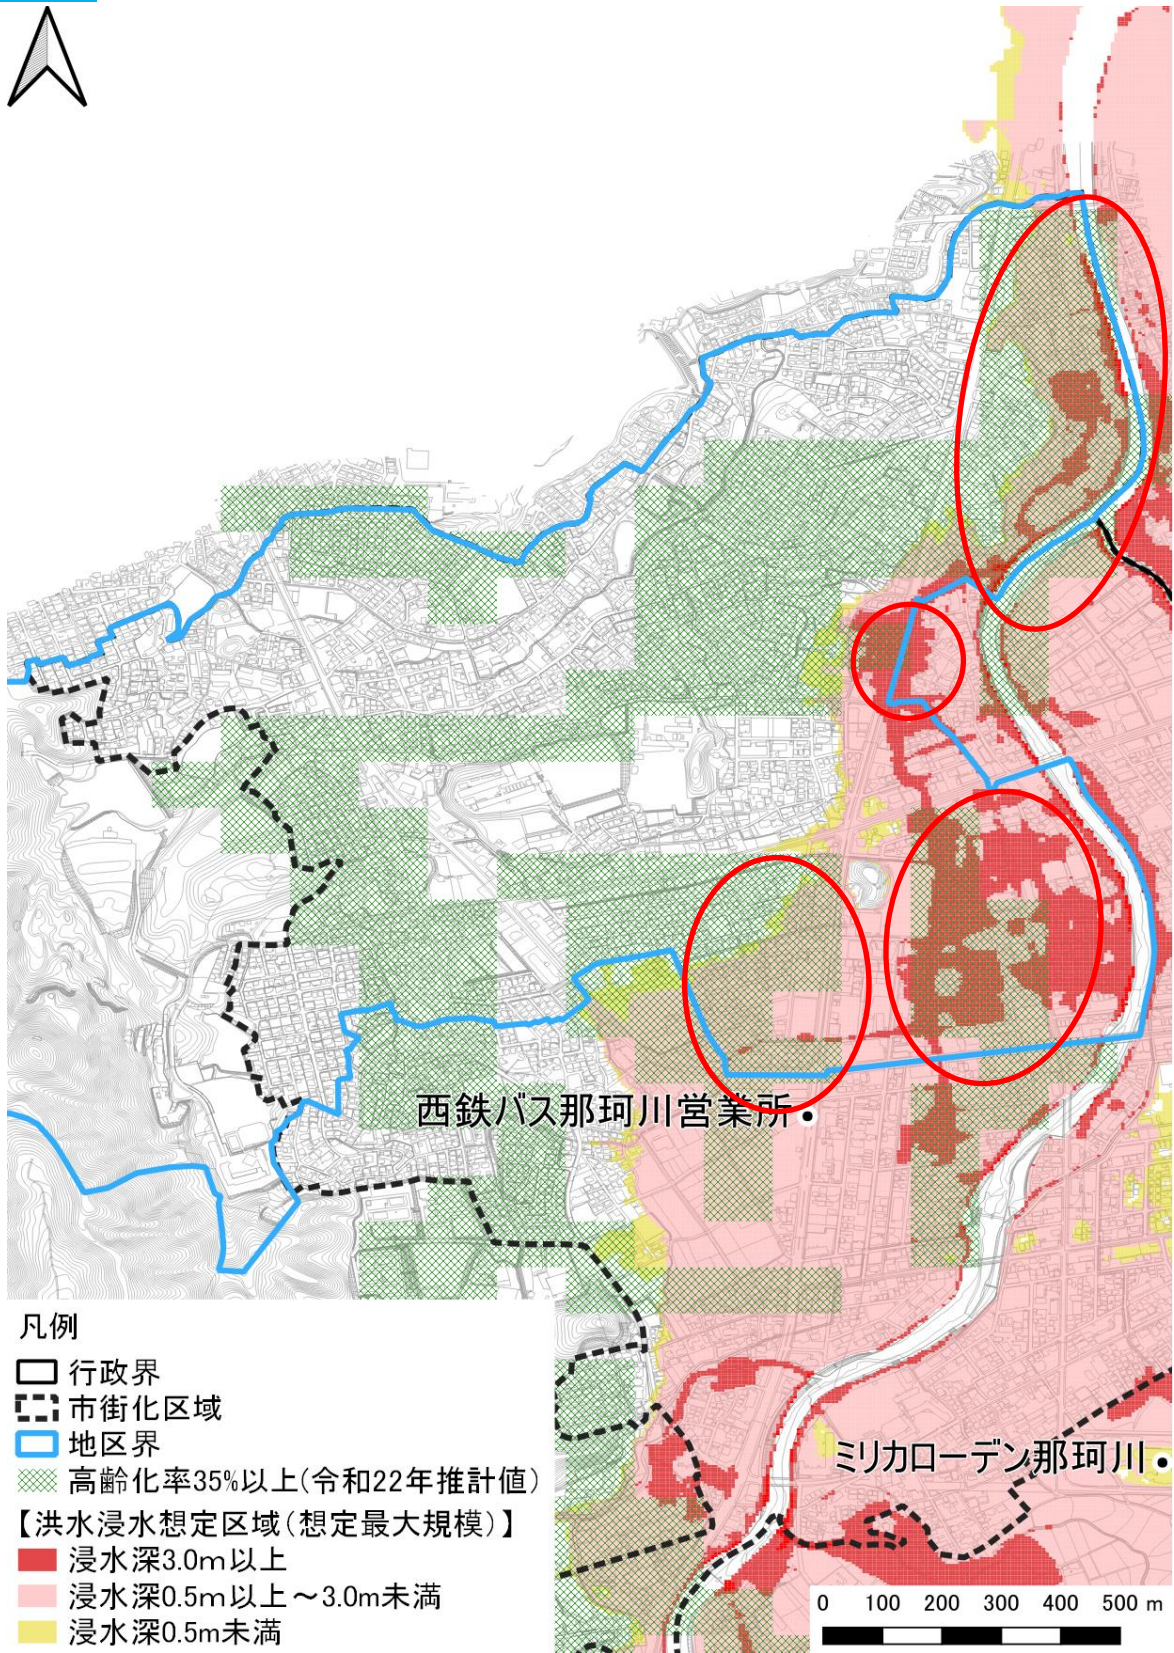 西鉄バス那珂川営業所
凡例
行政界
市街化区域
地区界
高齢化率35%以上(令和22年推計値)
【洪水浸水想定区域(想定最大規模)】
浸水深3.0m以上
浸水深0.5m以上～3.0m未満
浸水深0.5m未満
ミリカローデン那珂川
0 100 200 300 400 500 m